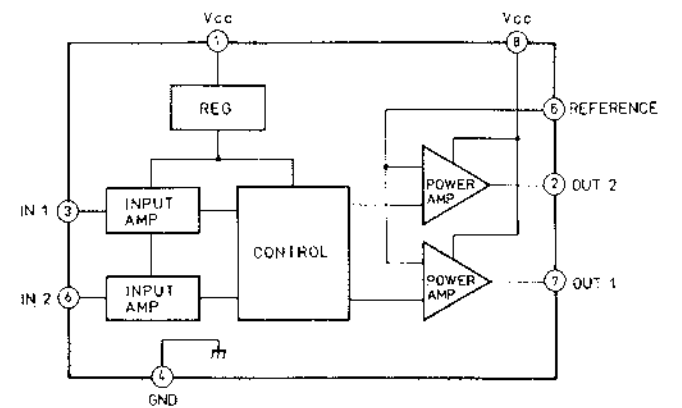 Vcc
Vcc
1
8
REG
5 REFERENCE
POWER
AMP
2 OUT 2
IN 1 3
INPUT
AMP
CONTROL
POWER
AMP
7 OUT 1
IN 2 6
INPUT
AMP
4
GND